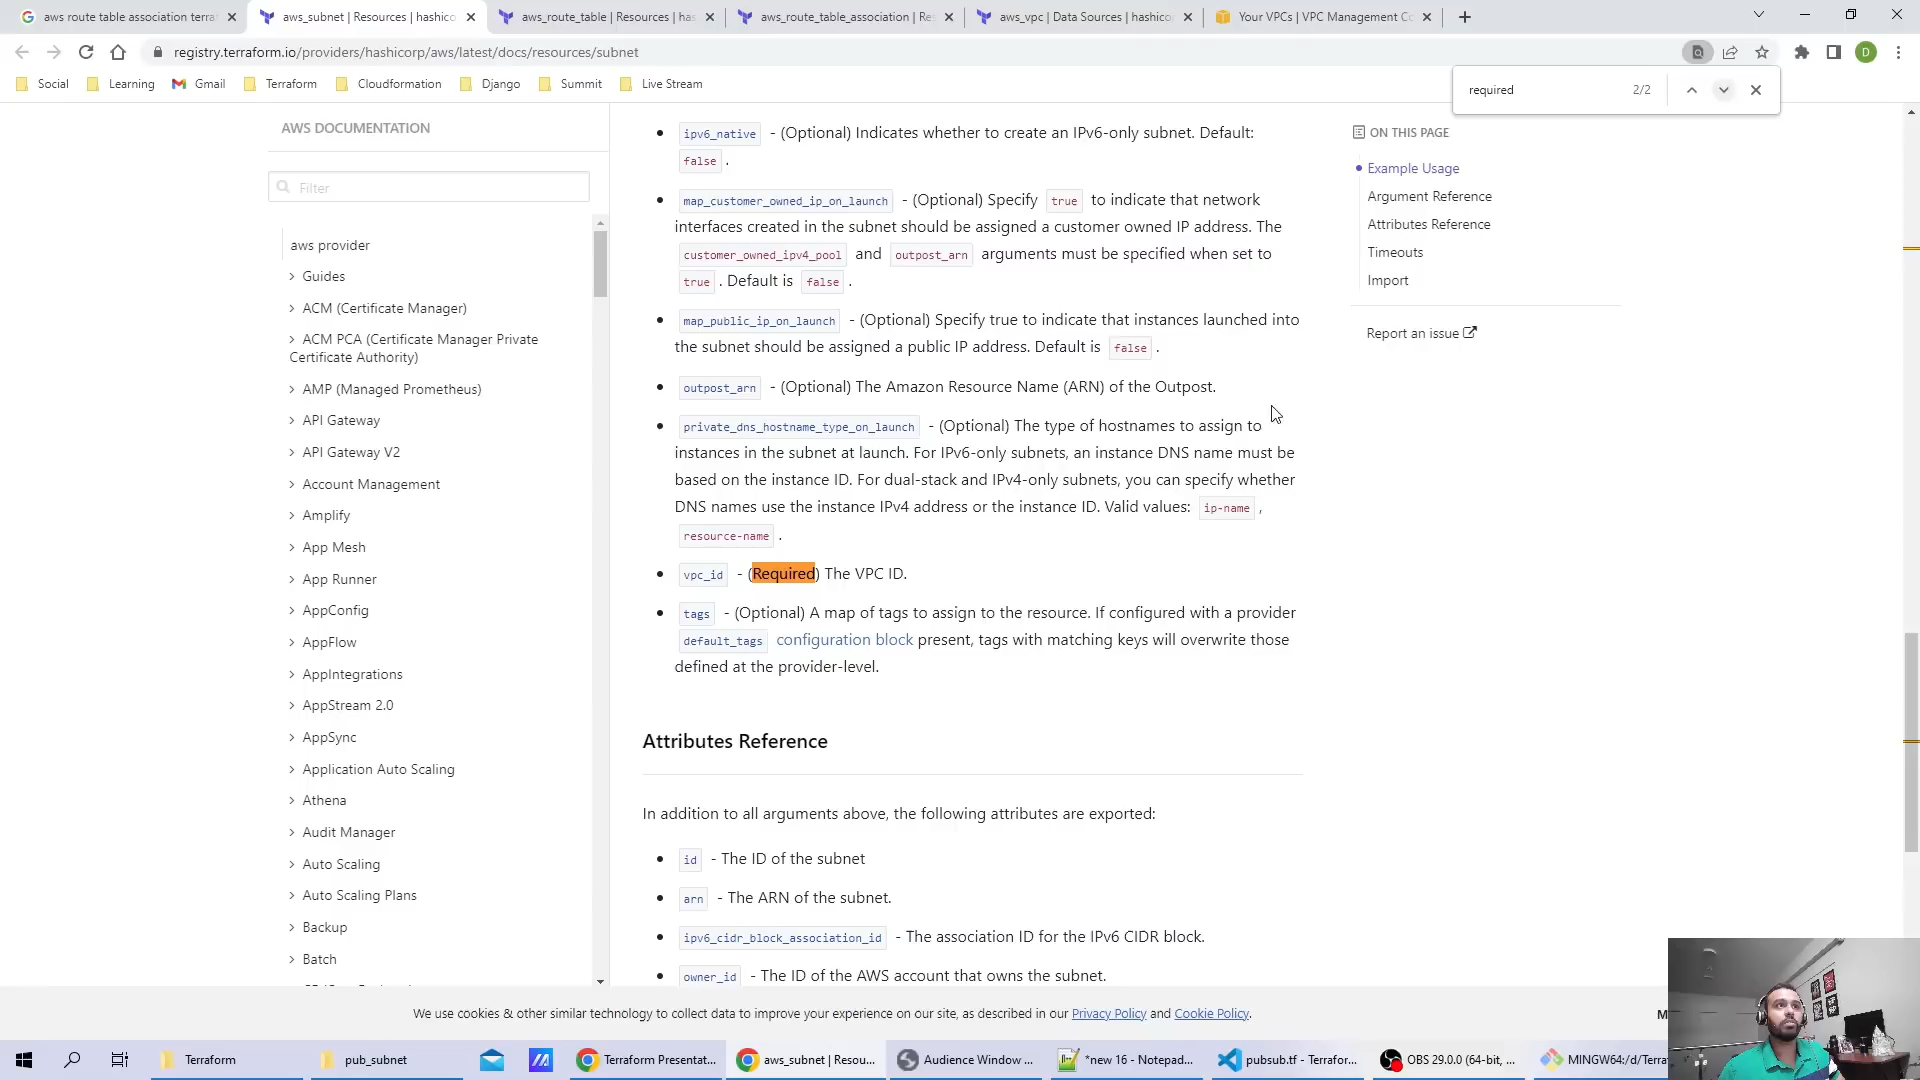 aws route table association terra
aws_subnet | Resources | hashico
aws_route_table | Resources | has
aws_route_table_association | Re
aws_vpc | Data Sources | hashico
Your VPCs | VPC Management Co
registry.terraform.io/providers/hashicorp/aws/latest/docs/resources/subnet
D
Social
Learning
Gmail
Terraform
Cloudformation
Django
Summit
Live Stream
required
2/2
AWS DOCUMENTATION
Filter
aws provider
Guides
ACM (Certificate Manager)
ACM PCA (Certificate Manager Private
Certificate Authority)
AMP (Managed Prometheus)
API Gateway
API Gateway V2
Account Management
Amplify
App Mesh
App Runner
AppConfig
AppFlow
AppIntegrations
AppStream 2.0
AppSync
Application Auto Scaling
Athena
Audit Manager
Auto Scaling
Auto Scaling Plans
Backup
Batch
ipv6_native - (Optional) Indicates whether to create an IPv6-only subnet. Default:
false .
map_customer_owned_ip_on_launch - (Optional) Specify true to indicate that network
interfaces created in the subnet should be assigned a customer owned IP address. The
customer_owned_ipv4_pool and outpost_arn arguments must be specified when set to
true . Default is false .
map_public_ip_on_launch - (Optional) Specify true to indicate that instances launched into
the subnet should be assigned a public IP address. Default is false .
outpost_arn - (Optional) The Amazon Resource Name (ARN) of the Outpost.
private_dns_hostname_type_on_launch - (Optional) The type of hostnames to assign to
instances in the subnet at launch. For IPv6-only subnets, an instance DNS name must be
based on the instance ID. For dual-stack and IPv4-only subnets, you can specify whether
DNS names use the instance IPv4 address or the instance ID. Valid values: ip-name ,
resource-name .
vpc_id - (Required) The VPC ID.
tags - (Optional) A map of tags to assign to the resource. If configured with a provider
default_tags configuration block present, tags with matching keys will overwrite those
defined at the provider-level.
Attributes Reference
In addition to all arguments above, the following attributes are exported:
id - The ID of the subnet
arn - The ARN of the subnet.
ipv6_cidr_block_association_id - The association ID for the IPv6 CIDR block.
owner_id - The ID of the AWS account that owns the subnet.
ON THIS PAGE
Example Usage
Argument Reference
Attributes Reference
Timeouts
Import
Report an issue
We use cookies & other similar technology to collect data to improve your experience on our site, as described in our Privacy Policy and Cookie Policy.
M
Terraform
pub_subnet
Terraform Presentat...
aws_subnet | Resou...
Audience Window ...
*new 16 - Notepad...
pubsub.tf - Terrafor...
OBS 29.0.0 (64-bit, ...
MINGW64:/d/Terra